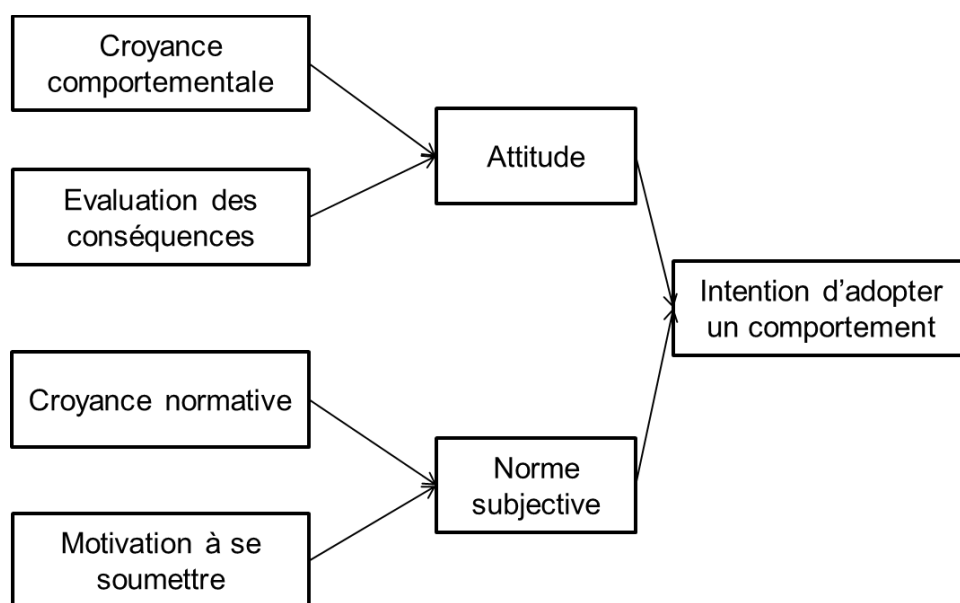 Croyance
comportementale
Evaluation des
conséquences
Attitude
Intention d’adopter
un comportement
Croyance normative
Motivation à se
soumettre
Norme
subjective